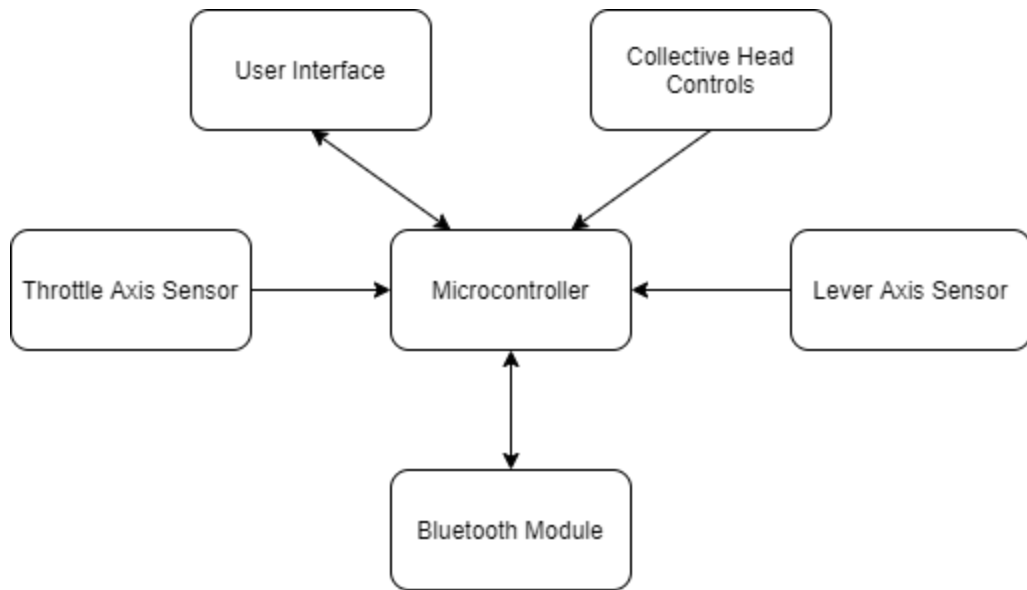 User Interface
Collective Head
Controls
Throttle Axis Sensor
Microcontroller
Lever Axis Sensor
Bluetooth Module